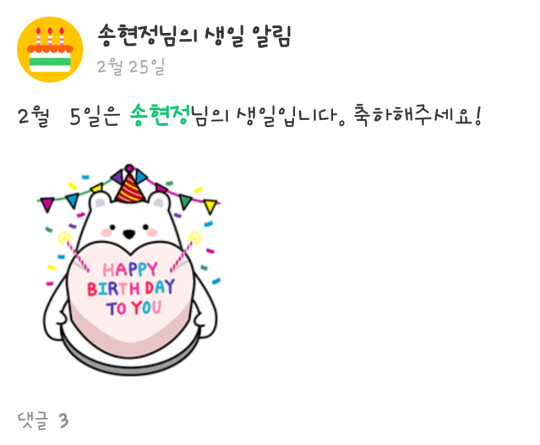 송현정님의 생일 알림
2월 25일
2월 5일은 송현정님의 생일입니다. 축하해주세요!
HAPPY
BIRTH DAY
TO YOU
댓글 3